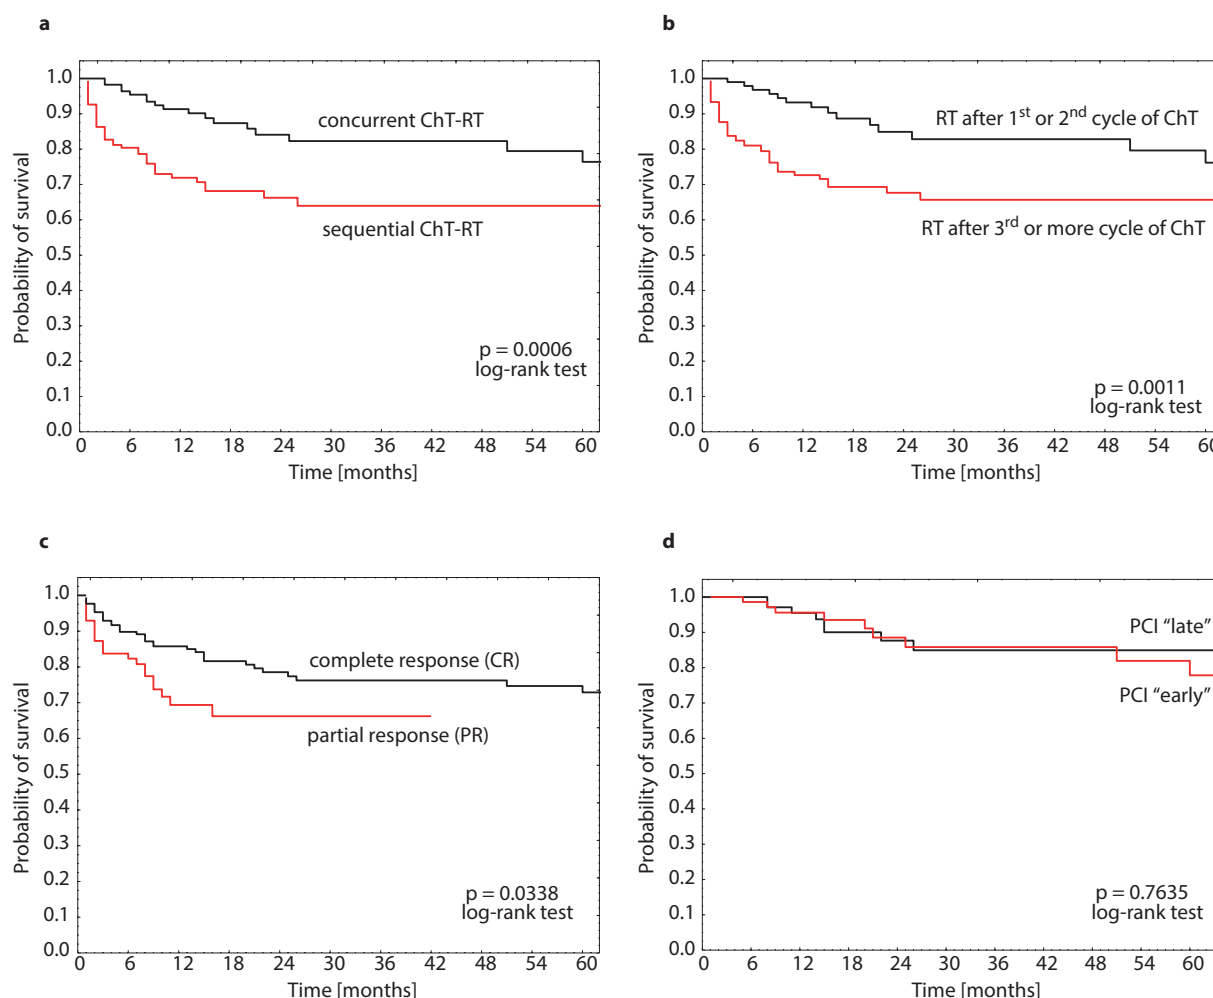 a
Probability of survival
1.0
0.9
0.8
0.7
0.6
0.5
0.4
0.3
0.2
0.1
0.0
concurrent ChT-RT
sequential ChT-RT
p = 0.0006
log-rank test
6 12 18 24 30 36 42 48 54 60
Time [months]
b
Probability of survival
1.0
0.9
0.8
0.7
0.6
0.5
0.4
0.3
0.2
0.1
0.0
RT after 1st or 2nd cycle of ChT
RT after 3rd or more cycle of ChT
p = 0.0011
log-rank test
0 6 12 18 24 30 36 42 48 54 60
Time [months]
c
Probability of survival
1.0
0.9
0.8
0.7
0.6
0.5
0.4
0.3
0.2
0.1
0.0
complete response (CR)
partial response (PR)
p = 0.0338
log-rank test
0 6 12 18 24 30 36 42 48 54 60
Time [months]
d
Probability of survival
1.0
0.9
0.8
0.7
0.6
0.5
0.4
0.3
0.2
0.1
0.0
PCI “late”
PCI “early”
p = 0.7635
log-rank test
0 6 12 18 24 30 36 42 48 54 60
Time [months]